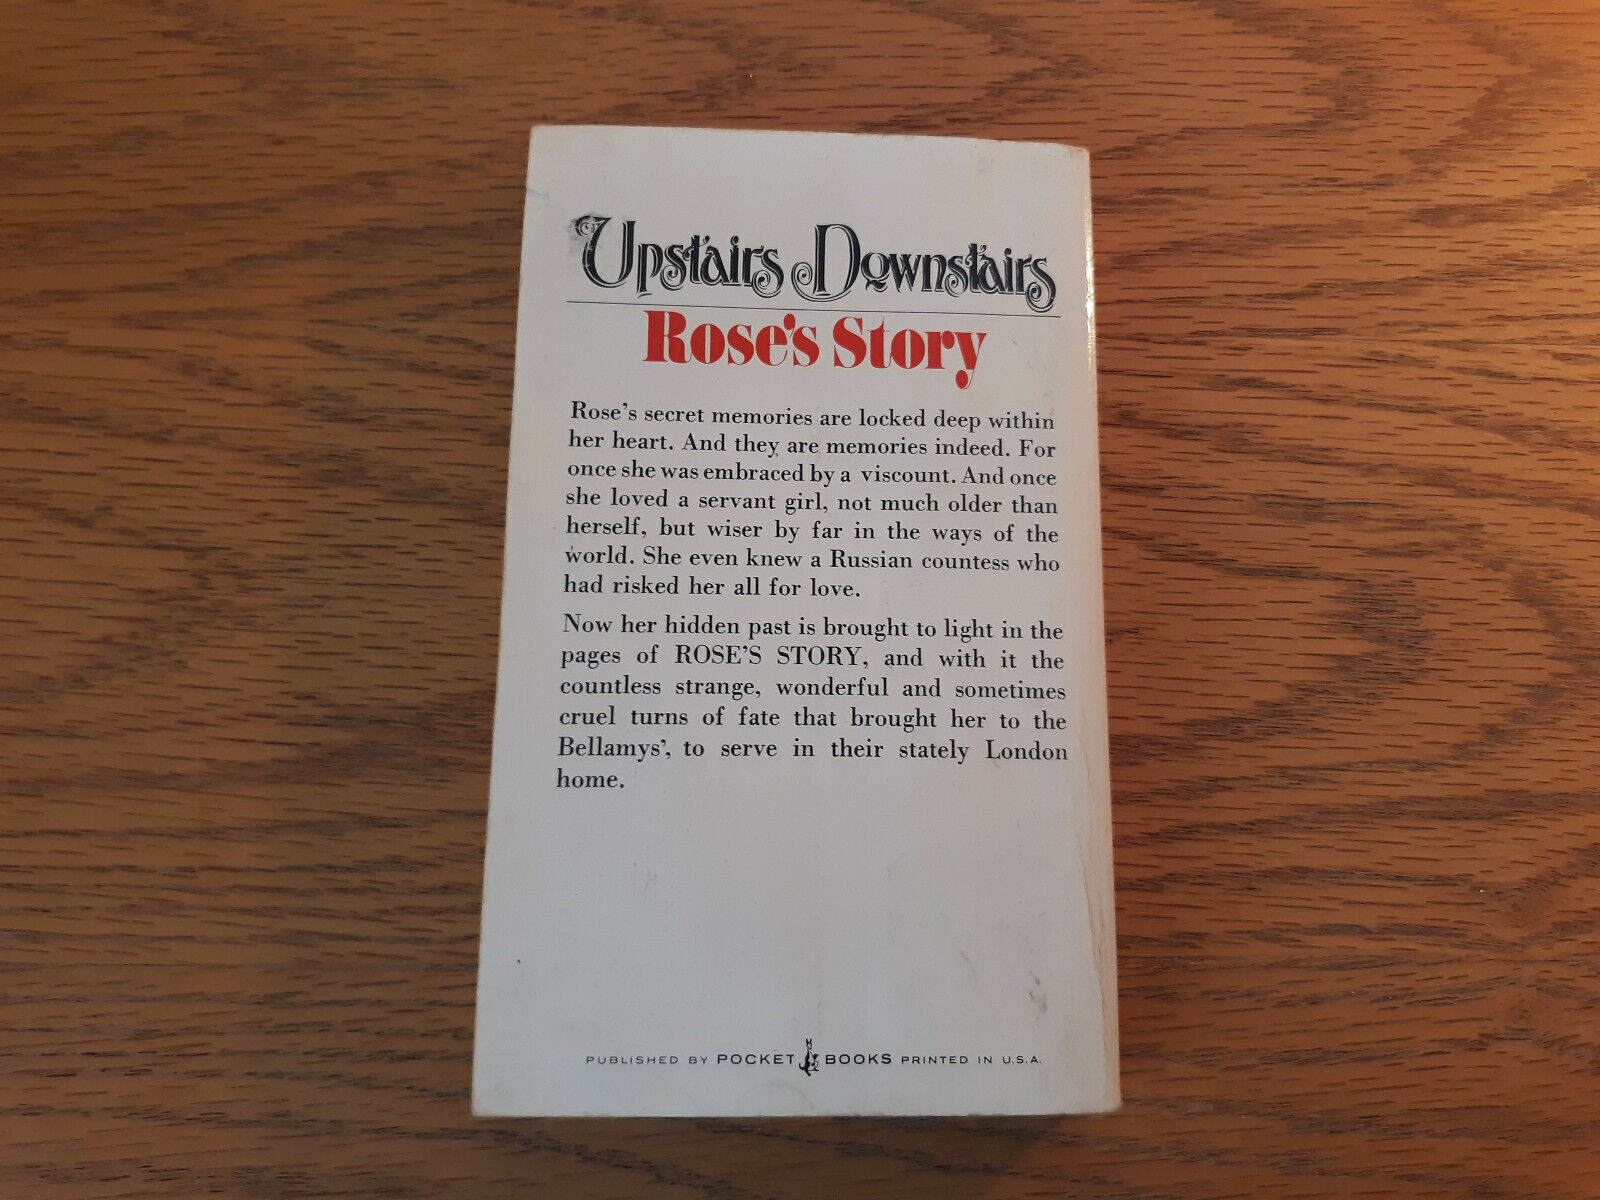 Upstairs Downstairs
Rose's Story
Rose's secret memories are locked deep within
her heart. And they are memories indeed. For
once she was embraced by a viscount. And once
she loved a servant girl, not much older than
herself, but wiser by far in the ways of the
world. She even knew a Russian countess who
had risked her all for love.
Now her hidden past is brought to light in the
pages of ROSE'S STORY, and with it the
countless strange, wonderful and sometimes
cruel turns of fate that brought her to the
Bellamys', to serve in their stately London
home.
PUBLISHED BY POCKET BOOKS PRINTED IN U.S.A.